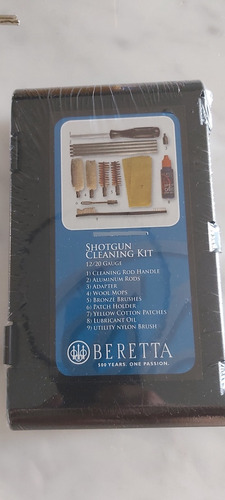 SHOTGUN
CLEANING KIT
12/20 GAUGE
1) CLEANING ROD HANDLE
2) ALUMINUM RODS
3) ADAPTER
4) WOOL MOPS
5) BRONZE BRUSHES
6) PATCH HOLDER
7) YELLOW COTTON PATCHES
8) LUBRICANT OIL
9) UTILITY NYLON BRUSH
BERETTA
500 YEARS. ONE PASSION.